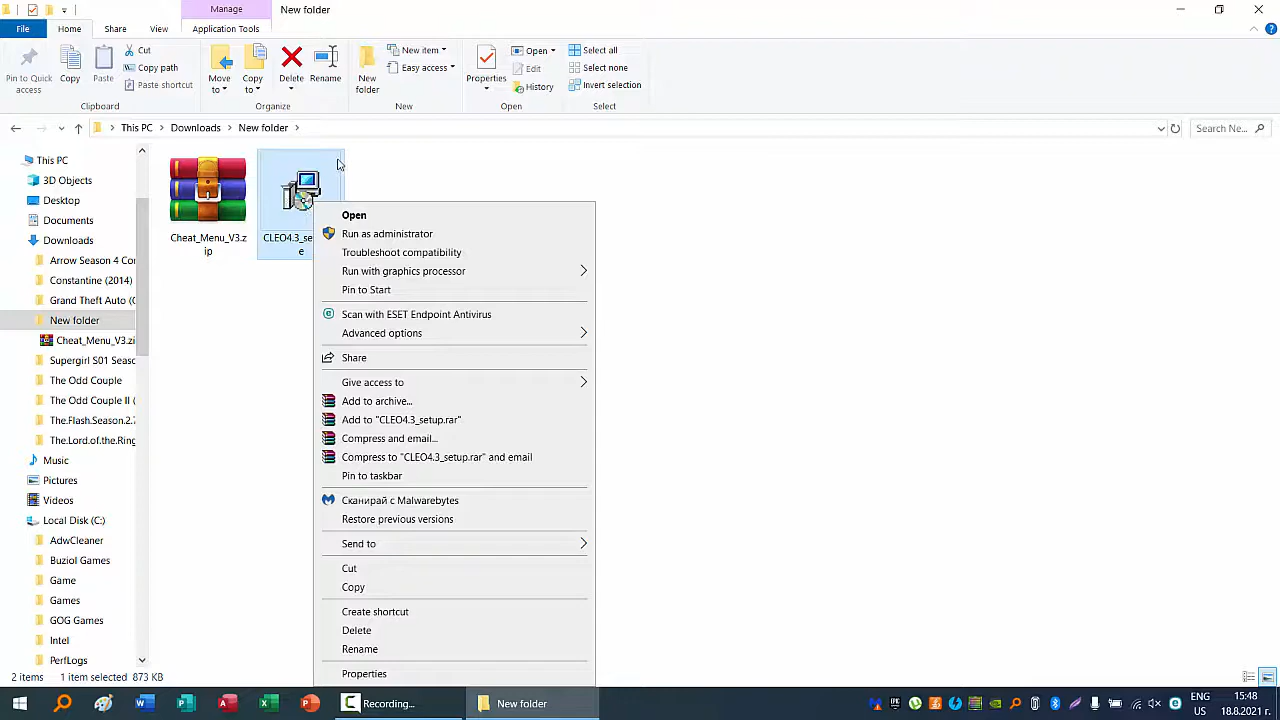 Manage
New folder
File
Home
Share
View
Application Tools
Pin to Quick access
Copy
Paste
Cut
Copy path
Paste shortcut
Clipboard
Move to
Copy to
Delete
Rename
Organize
New folder
New item
Easy access
New
Properties
Open
Edit
History
Open
Select all
Select none
Invert selection
Select
This PC
Downloads
New folder
Search Ne...
This PC
3D Objects
Desktop
Documents
Downloads
Arrow Season 4 Co
Constantine (2014)
Grand Theft Auto (
New folder
Cheat_Menu_V3.zi
Supergirl S01 Seaso
The Odd Couple
The Odd Couple II (
The.Flash.Season.2.7
The.Lord.of.the.Ring
Music
Pictures
Videos
Local Disk (C:)
AdwCleaner
Buziol Games
Game
Games
GOG Games
Intel
PerfLogs
Cheat_Menu_V3.z
ip
CLEO4.3_se
e
Open
Run as administrator
Troubleshoot compatibility
Run with graphics processor
Pin to Start
Scan with ESET Endpoint Antivirus
Advanced options
Share
Give access to
Add to archive...
Add to "CLEO4.3_setup.rar"
Compress and email...
Compress to "CLEO4.3_setup.rar" and email
Pin to taskbar
Сканирай с Malwarebytes
Restore previous versions
Send to
Cut
Copy
Create shortcut
Delete
Rename
Properties
2 items
1 item selected 873 KB
Recording...
New folder
ENG
US
15:48
18.8.2021 г.